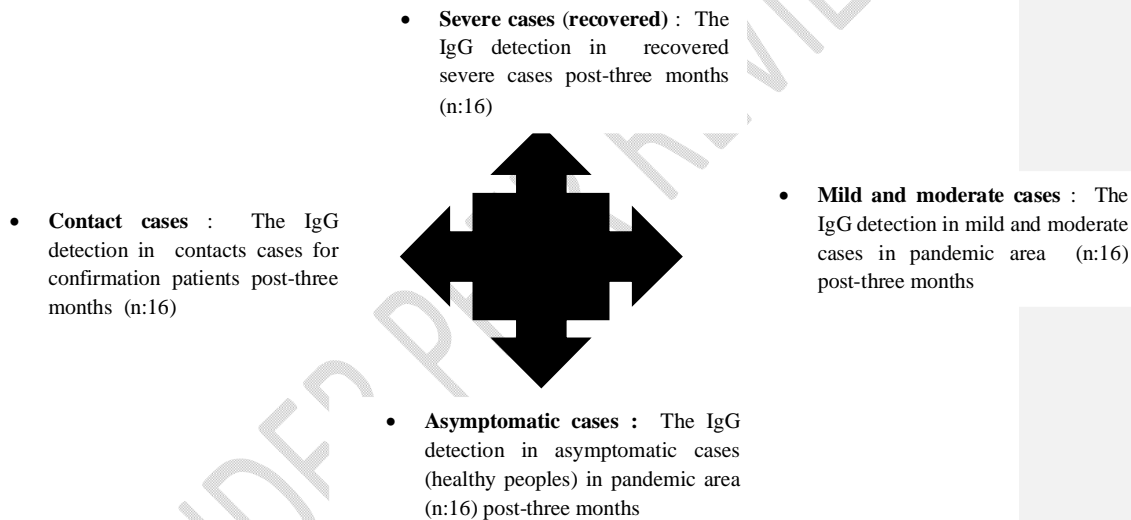 • Severe cases (recovered) : The
IgG detection in recovered
severe cases post-three months
(n:16)
• Contact cases : The IgG
detection in contacts cases for
confirmation patients post-three
months (n:16)
• Mild and moderate cases : The
IgG detection in mild and moderate
cases in pandemic area (n:16)
post-three months
• Asymptomatic cases : The IgG
detection in asymptomatic cases
(healthy peoples) in pandemic area
(n:16) post-three months